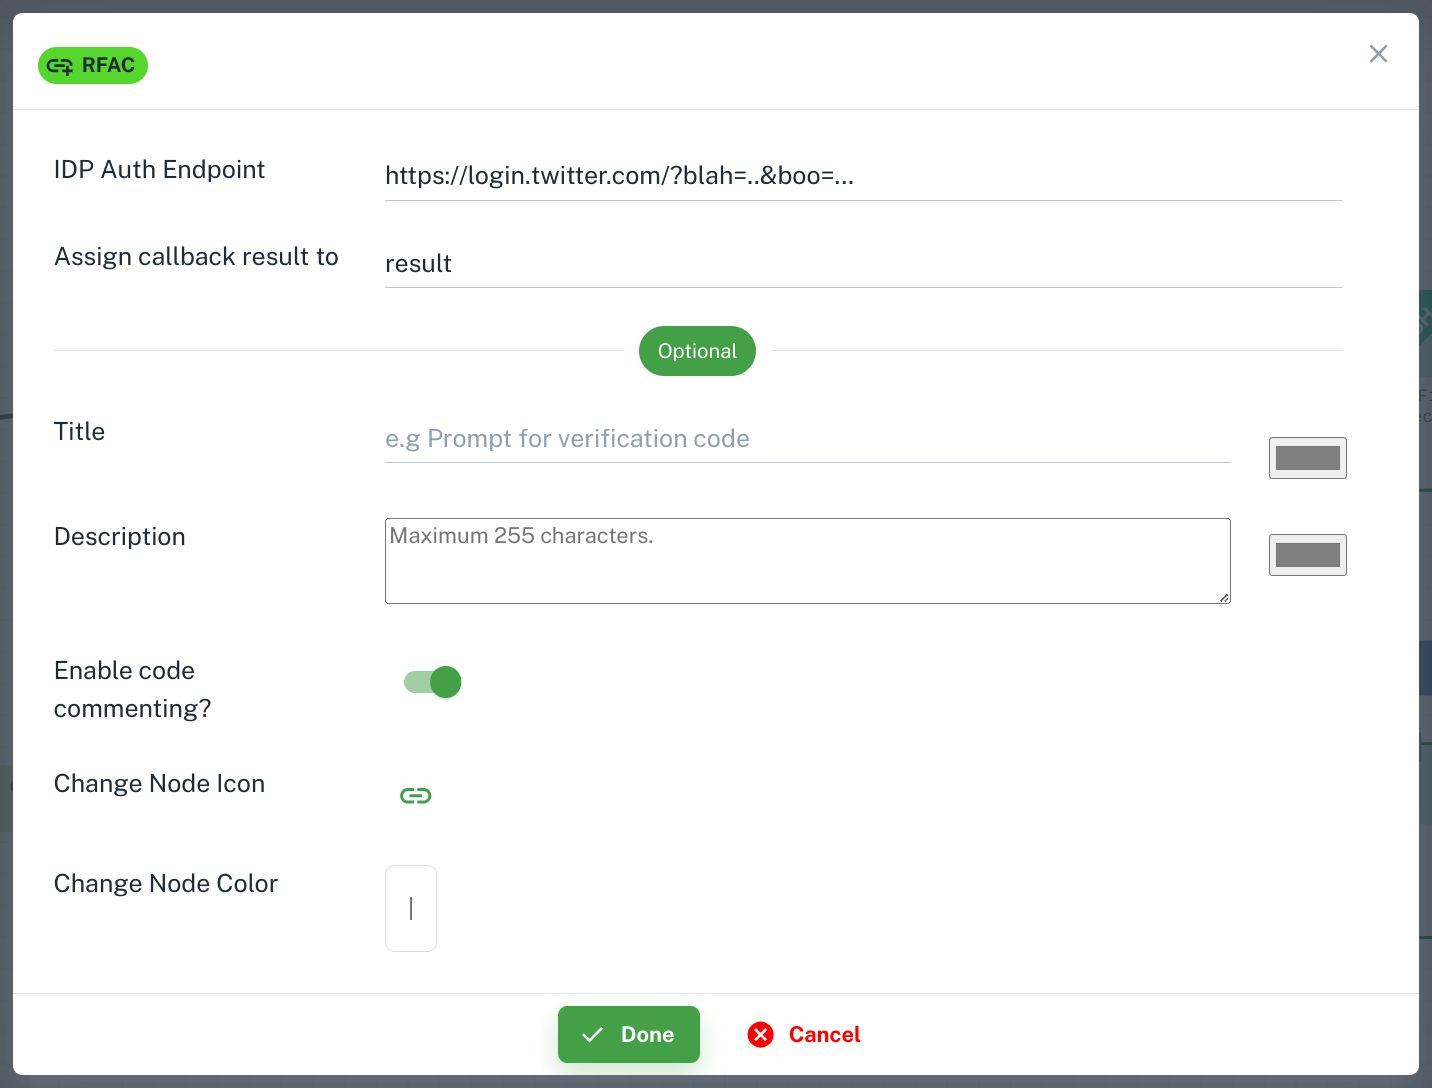 RFAC
IDP Auth Endpoint
https://login.twitter.com/?blah=..&boo=...
Assign callback result to
result
Optional
Title
e.g Prompt for verification code
Description
Maximum 255 characters.
Enable code
commenting?
Change Node Icon
Change Node Color
Done
Cancel